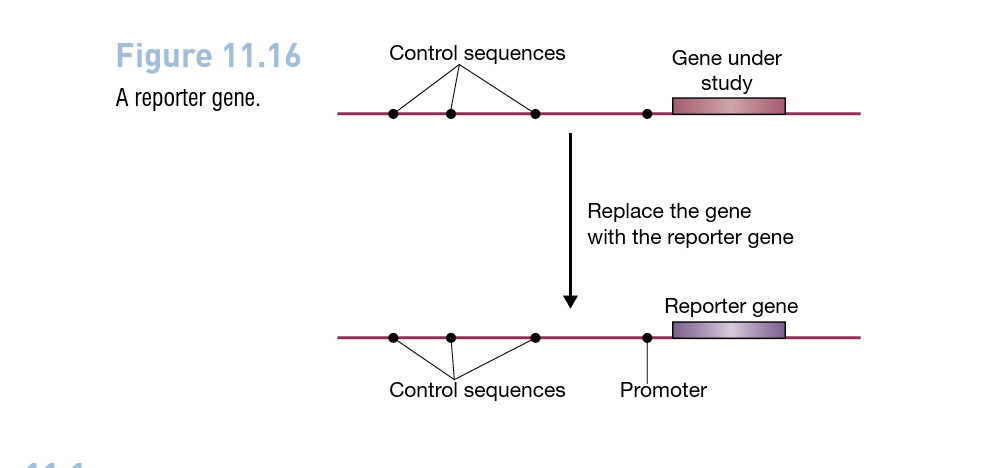 Figure 11.16
A reporter gene.
Control sequences
Gene under
study
Replace the gene
with the reporter gene
Reporter gene
Control sequences
Promoter